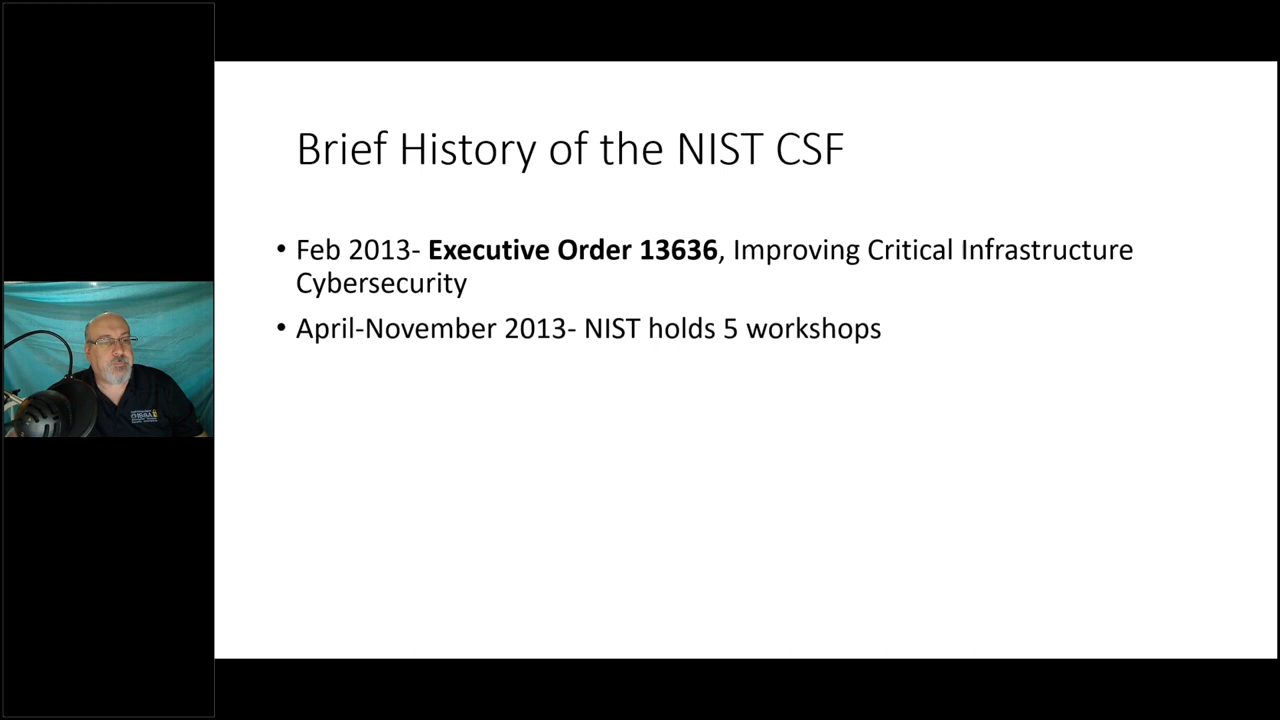 Brief History of the NIST CSF
• Feb 2013- Executive Order 13636, Improving Critical Infrastructure
Cybersecurity
• April-November 2013- NIST holds 5 workshops